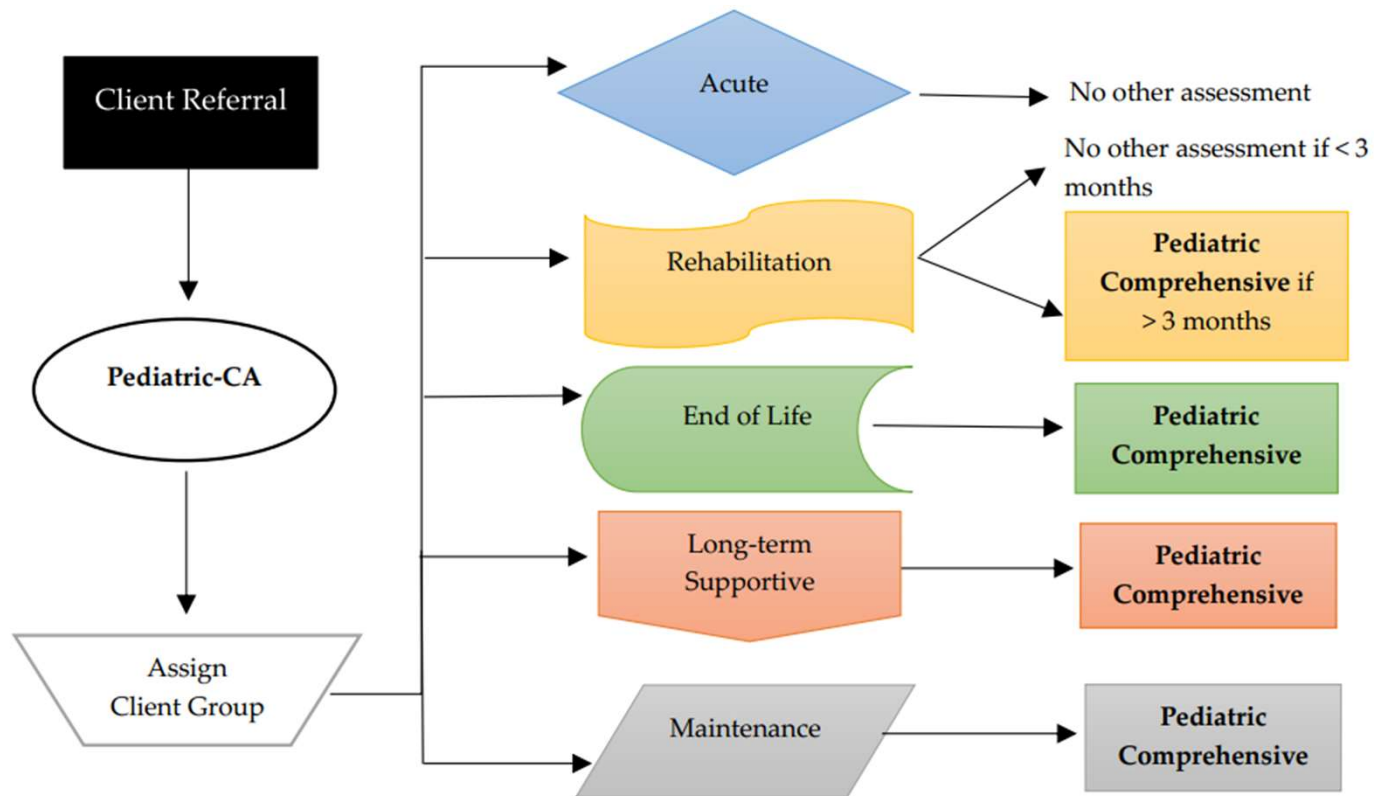 Client Referral
Pediatric-CA
Assign
Client Group
Acute
No other assessment
Rehabilitation
No other assessment if < 3
months
Pediatric
Comprehensive if
> 3 months
End of Life
Pediatric
Comprehensive
Long-term
Supportive
Pediatric
Comprehensive
Maintenance
Pediatric
Comprehensive